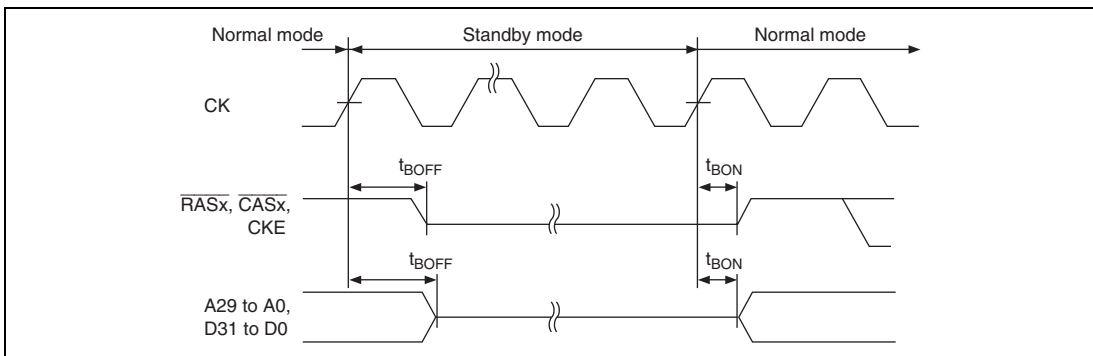 Normal mode Standby mode Normal mode
CK
tBOFF tBON
RASx, CASx,
CKE
tBOFF tBON
A29 to A0,
D31 to D0